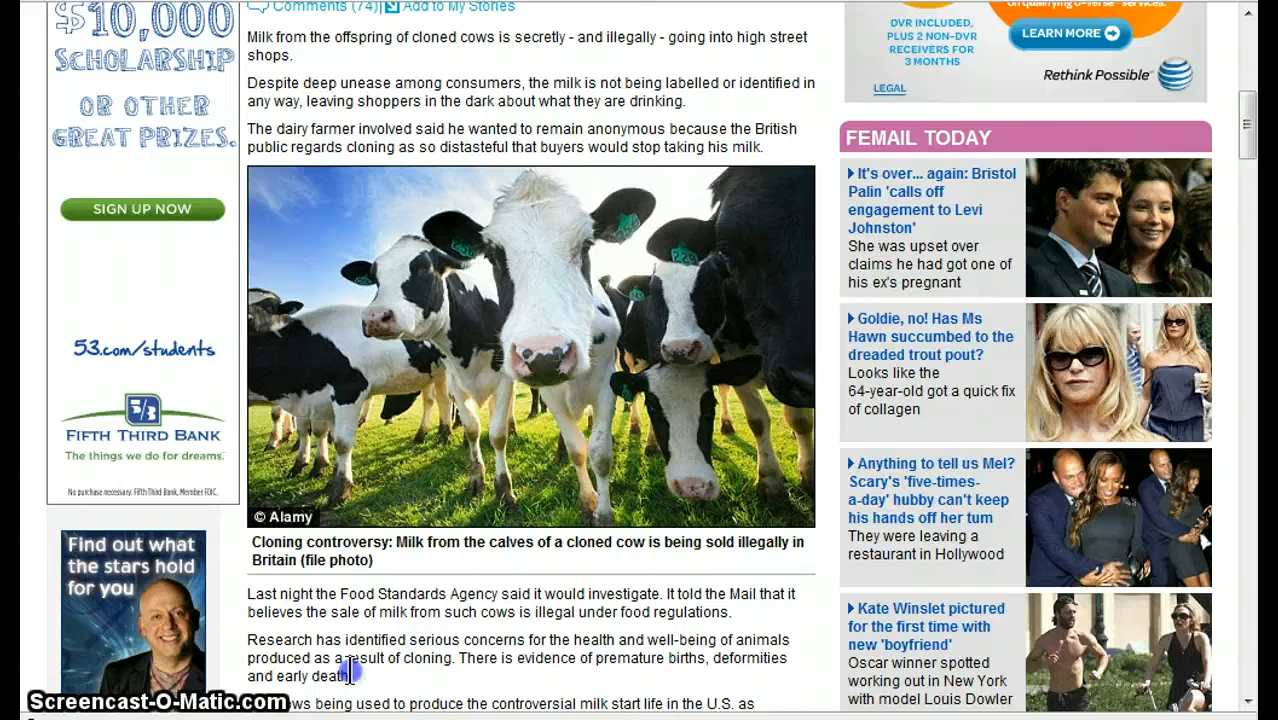 $10,000
SCHOLARSHIP
OR OTHER
GREAT PRIZES.
SIGN UP NOW
53.com/students
FIFTH THIRD BANK
The things we do for dreams.
No purchase necessary. Fifth Third Bank, Member FDIC.
Find out what
the stars hold
for you
Comments (74)| Add to My Stories
Milk from the offspring of cloned cows is secretly - and illegally - going into high street
shops.
Despite deep unease among consumers, the milk is not being labelled or identified in
any way, leaving shoppers in the dark about what they are drinking.
The dairy farmer involved said he wanted to remain anonymous because the British
public regards cloning as so distasteful that buyers would stop taking his milk.
© Alamy
Cloning controversy: Milk from the calves of a cloned cow is being sold illegally in
Britain (file photo)
Last night the Food Standards Agency said it would investigate. It told the Mail that it
believes the sale of milk from such cows is illegal under food regulations.
Research has identified serious concerns for the health and well-being of animals
produced as a result of cloning. There is evidence of premature births, deformities
and early death
being used to produce the controversial milk start life in the U.S. as
on qualifying U-verse services.
DVR INCLUDED,
PLUS 2 NON-DVR
RECEIVERS FOR
3 MONTHS
LEARN MORE
LEGAL
Rethink Possible
at&t
FEMAIL TODAY
It's over... again: Bristol
Palin 'calls off
engagement to Levi
Johnston'
She was upset over
claims he had got one of
his ex's pregnant
Goldie, no! Has Ms
Hawn succumbed to the
dreaded trout pout?
Looks like the
64-year-old got a quick fix
of collagen
Anything to tell us Mel?
Scary's 'five-times-
a-day' hubby can't keep
his hands off her tum
They were leaving a
restaurant in Hollywood
Kate Winslet pictured
for the first time with
new 'boyfriend'
Oscar winner spotted
working out in New York
with model Louis Dowler
Screencast-O-Matic.com